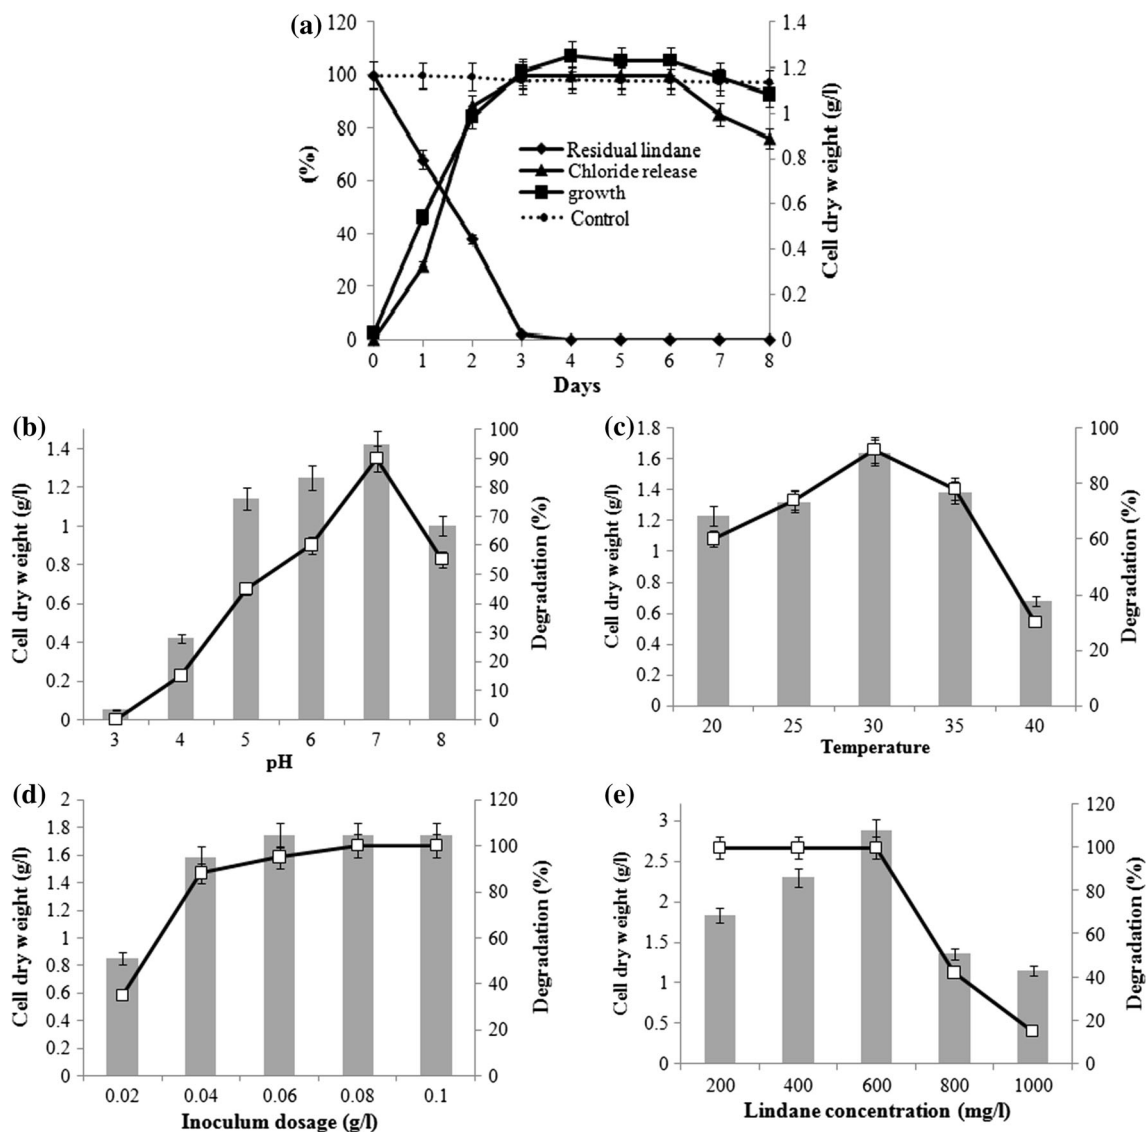 (a)
120
100
80
60
40
20
0
(%)
1.4
1.2
1
0.8
0.6
0.4
0.2
0
Cell dry weight (g/l)
Residual lindane
Chloride release
growth
Control
0 1 2 3 4 5 6 7 8
Days
(b)
1.4
1.2
1
0.8
0.6
0.4
0.2
0
Cell dry weight (g/l)
100
90
80
70
60
50
40
30
20
10
0
Degradation (%)
3 4 5 6 7 8
pH
(c)
1.8
1.6
1.4
1.2
1
0.8
0.6
0.4
0.2
0
Cell dry weight (g/l)
100
80
60
40
20
0
Degradation (%)
20 25 30 35 40
Temperature
(d)
2
1.8
1.6
1.4
1.2
1
0.8
0.6
0.4
0.2
0
Cell dry weight (g/l)
120
100
80
60
40
20
0
Degradation (%)
0.02 0.04 0.06 0.08 0.1
Inoculum dosage (g/l)
(e)
3
2.5
2
1.5
1
0.5
0
Cell dry weight (g/l)
120
100
80
60
40
20
0
Degradation (%)
200 400 600 800 1000
Lindane concentration (mg/l)